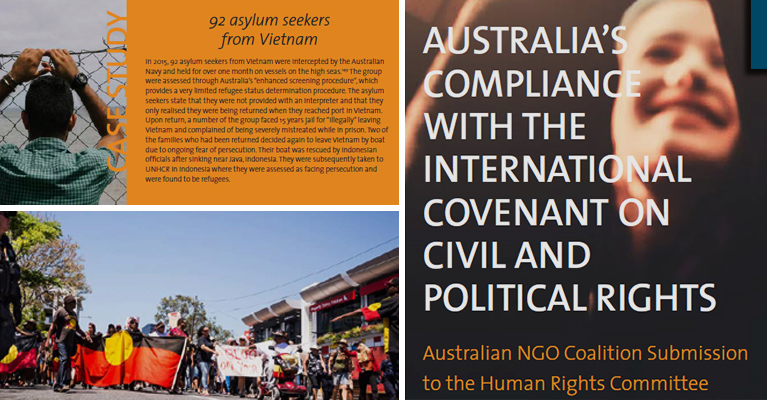 CASE STUDY
92 asylum seekers
from Vietnam
In 2015, 92 asylum seekers from Vietnam were intercepted by the Australian
Navy and held for over one month on vessels on the high seas.¹⁴⁹ The group
were assessed through Australia's "enhanced screening procedure", which
provides a very limited refugee status determination procedure. The asylum
seekers state that they were not provided with an interpreter and that they
only realised they were being returned when they reached port in Vietnam.
Upon return, a number of the group faced 15 years jail for "illegally" leaving
Vietnam and complained of being severely mistreated while in prison. Two of
the families who had been returned decided again to leave Vietnam by boat
due to ongoing fear of persecution. Their boat was rescued by Indonesian
officials after sinking near Java, Indonesia. They were subsequently taken to
UNHCR in Indonesia where they were assessed as facing persecution and
were found to be refugees.
AUSTRALIA'S
COMPLIANCE
WITH THE
INTERNATIONAL
COVENANT ON
CIVIL AND
POLITICAL RIGHTS
Australian NGO Coalition Submission
to the Human Rights Committee